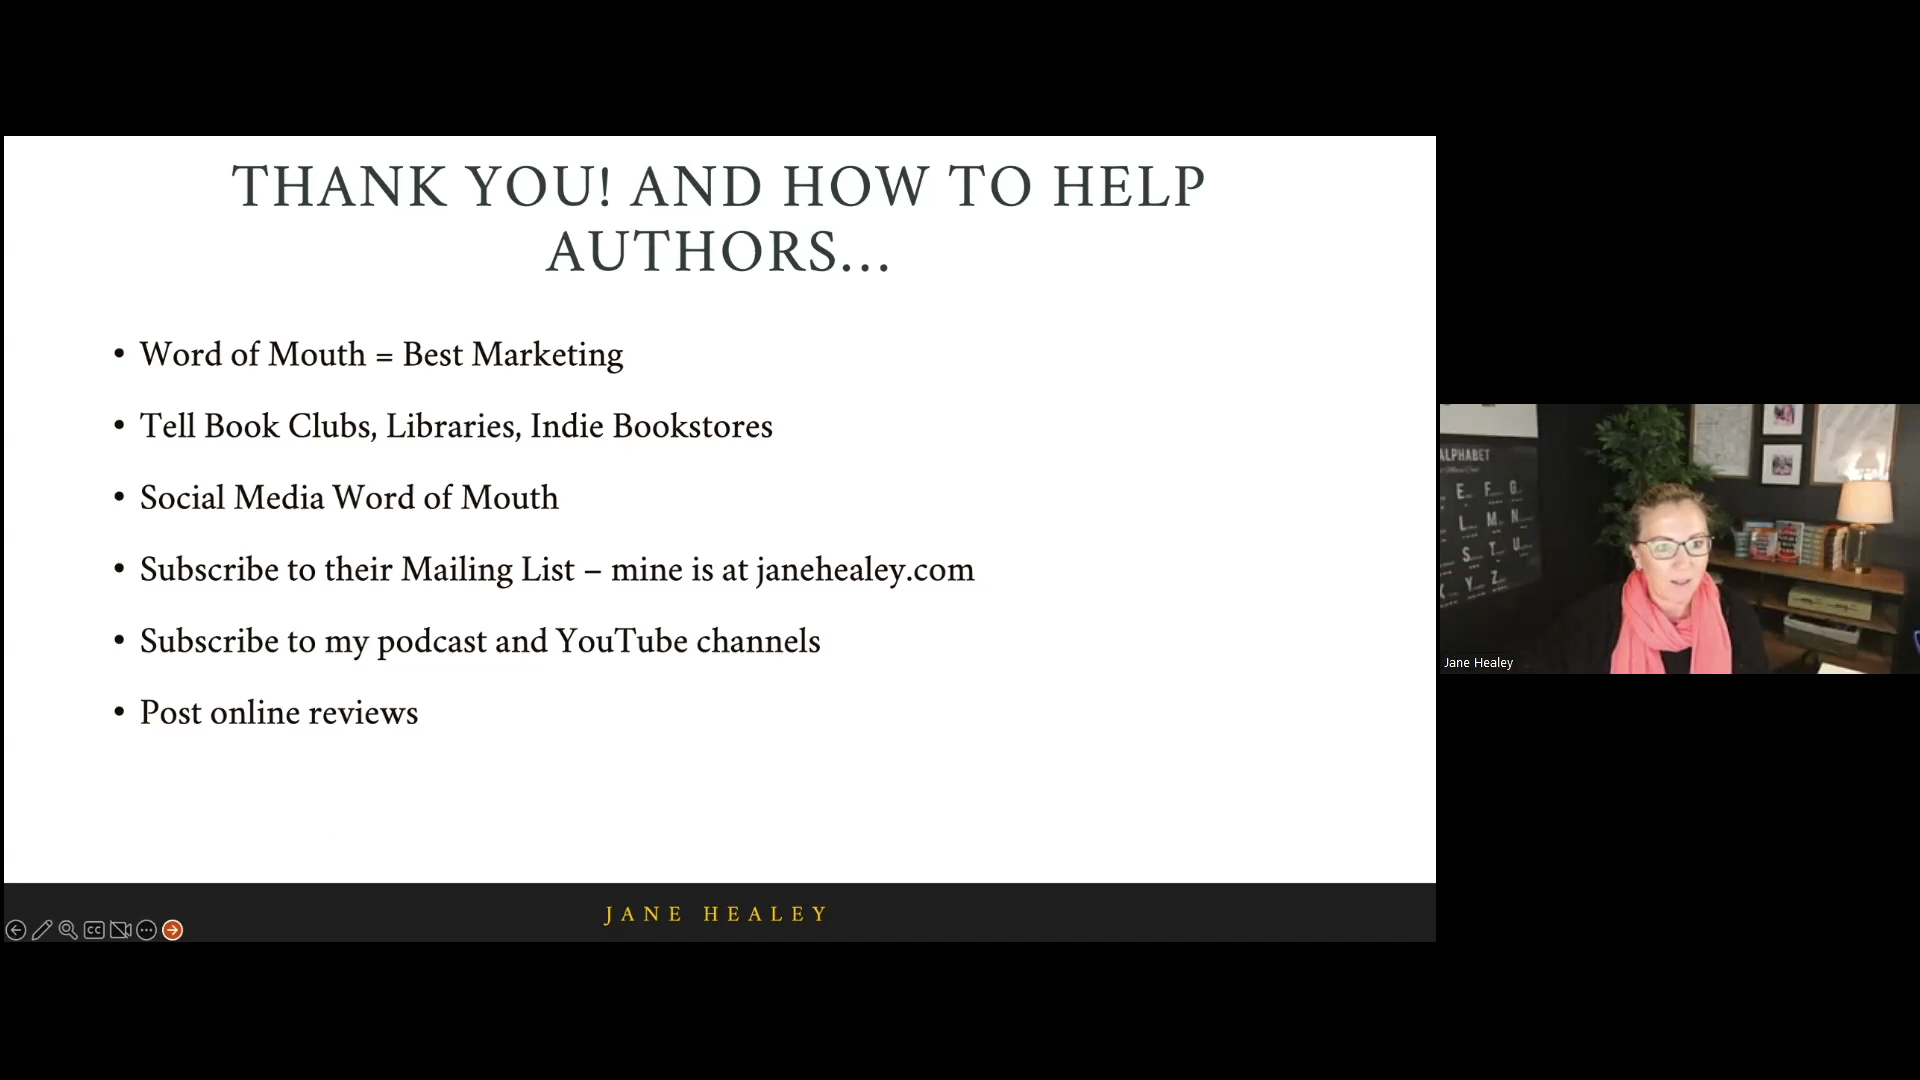 THANK YOU! AND HOW TO HELP
AUTHORS...
• Word of Mouth = Best Marketing
• Tell Book Clubs, Libraries, Indie Bookstores
• Social Media Word of Mouth
• Subscribe to their Mailing List – mine is at janehealey.com
• Subscribe to my podcast and YouTube channels
• Post online reviews
JANE HEALEY
CC
ALPHABET
E F G
L M N
S T U
Y Z
Jane Healey